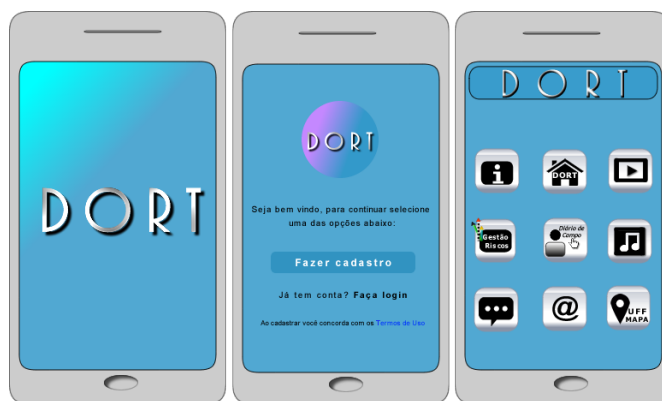 DORT
DORT
Seja bem vindo, para continuar selecione
uma das opções abaixo:
Fazer cadastro
Já tem conta? Faça login
Ao cadastrar você concorda com os Termos de Uso
DORT
i
DORT
Gestão
Riscos
Diário de
Campo
@
UFF
MAPA